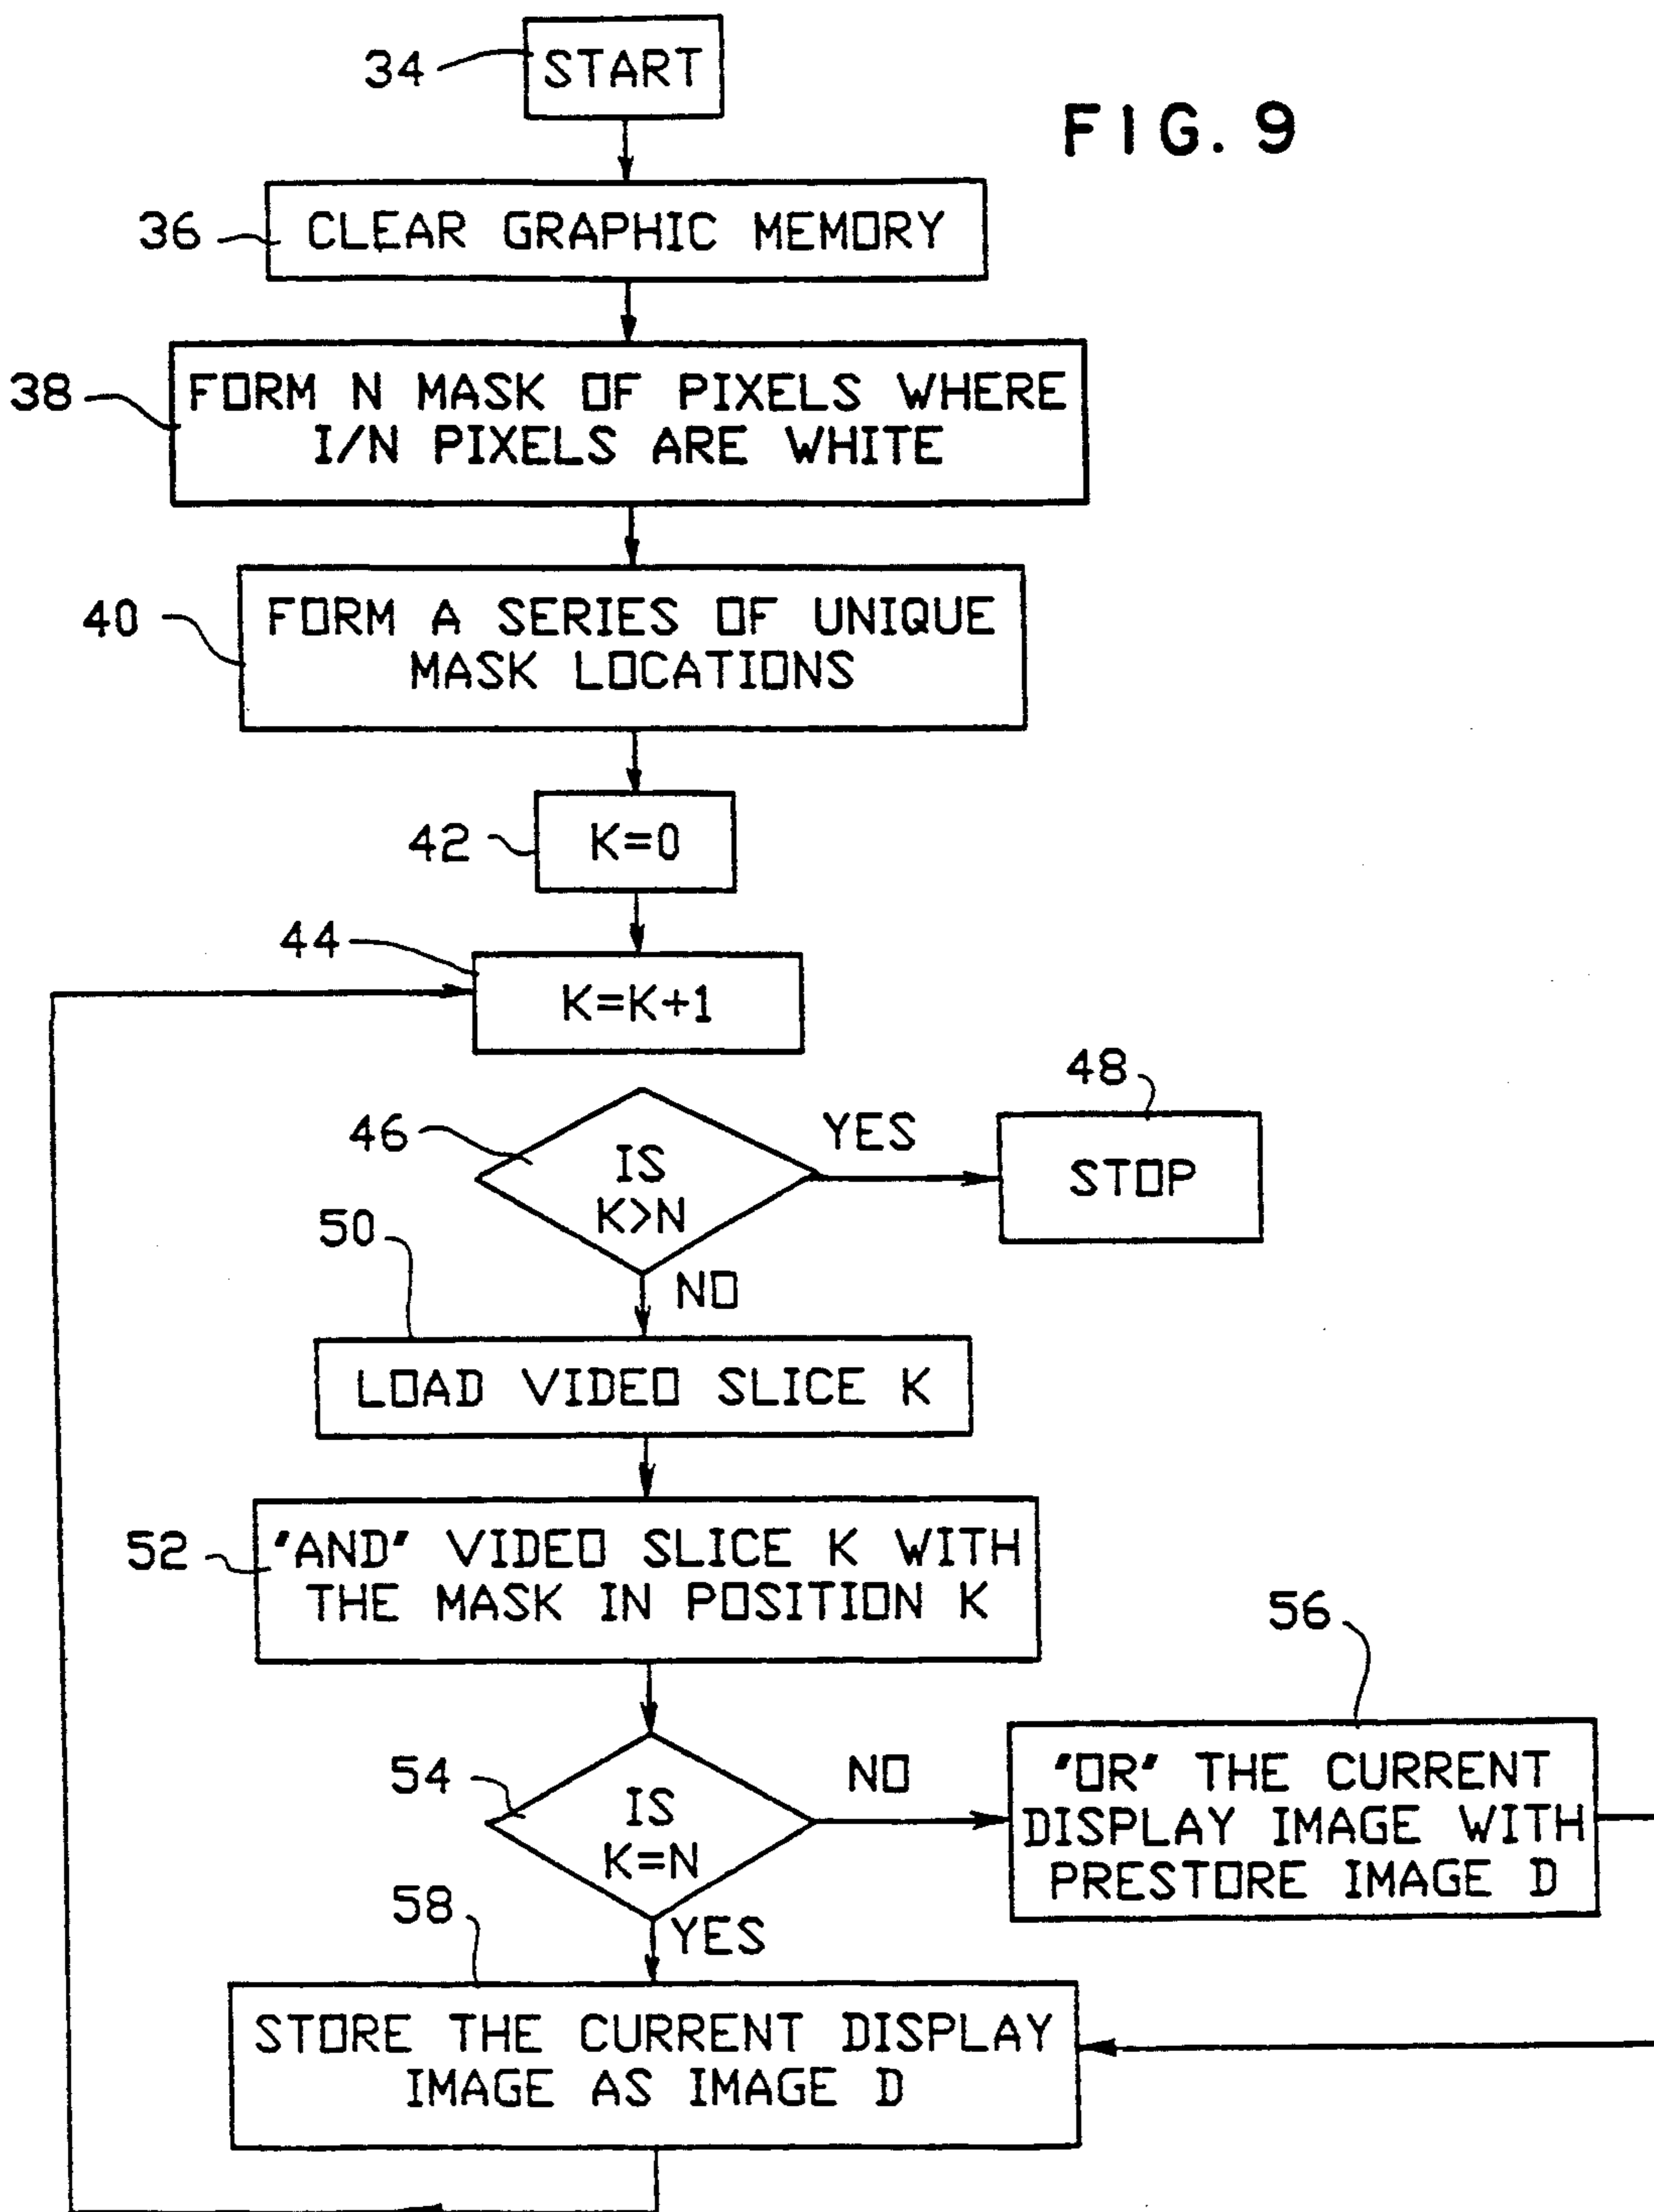 34
START
FIG. 9
36
CLEAR GRAPHIC MEMORY
38
FORM N MASK OF PIXELS WHERE
I/N PIXELS ARE WHITE
40
FORM A SERIES OF UNIQUE
MASK LOCATIONS
42
K=0
44
K=K+1
46
IS
K>N
YES
48
STOP
NO
50
LOAD VIDEO SLICE K
52
"AND" VIDEO SLICE K WITH
THE MASK IN POSITION K
54
IS
K=N
NO
56
"OR" THE CURRENT
DISPLAY IMAGE WITH
PRESTORE IMAGE D
YES
58
STORE THE CURRENT DISPLAY
IMAGE AS IMAGE D